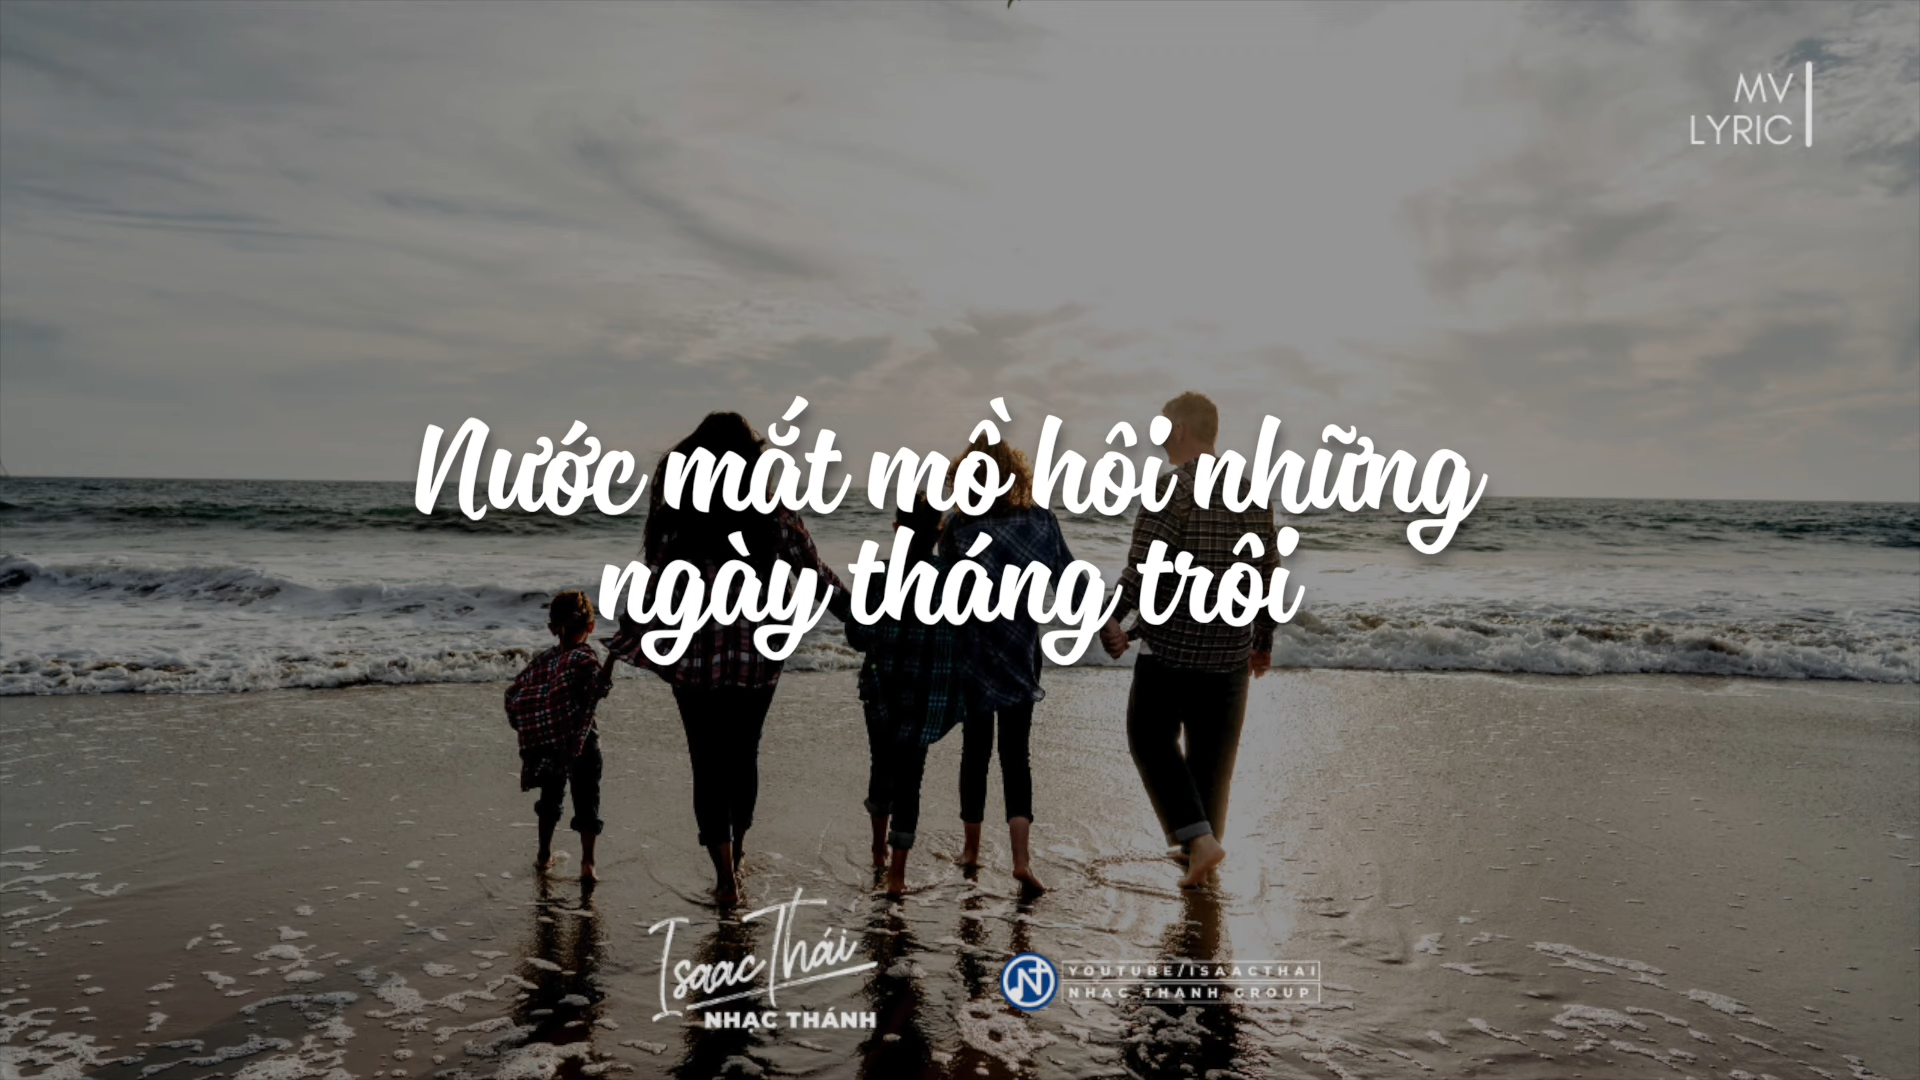 MV
LYRIC
Nước mắt mồ hôi những
ngày tháng trôi
Isaac Thái
NHẠC THÁNH
YOUTUBE/ISAACTHAI
NHAC THANH GROUP